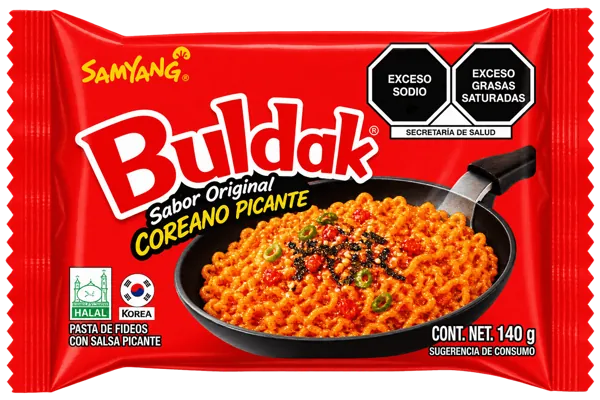 SAMYANG®
Buldak®
Sabor Original
COREANO PICANTE
EXCESO
SODIO
EXCESO
GRASAS
SATURADAS
SECRETARÍA DE SALUD
HALAL
KOREA
PASTA DE FIDEOS
CON SALSA PICANTE
CONT. NET. 140 g
SUGERENCIA DE CONSUMO